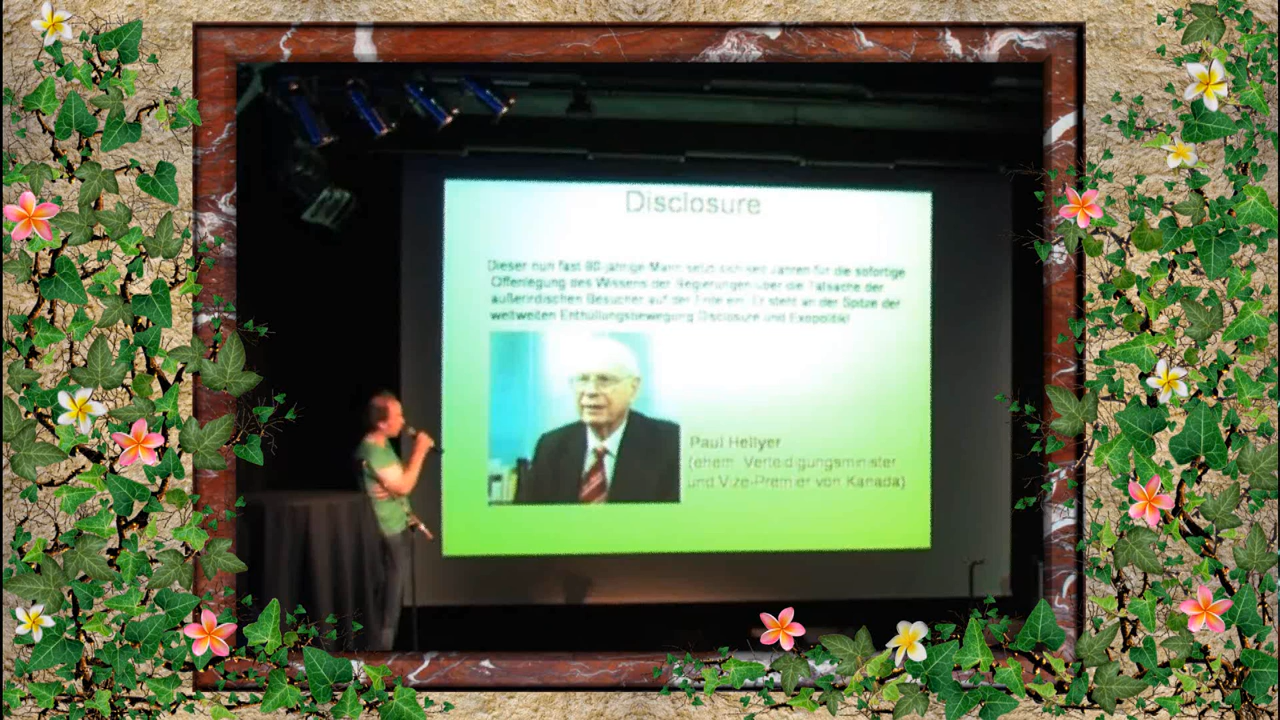 Disclosure
Dieser nun fast 90-jährige Mann setzt sich seit Jahren für die sofortige
Offenlegung des Wissens der Regierungen über die Tatsache der
außerirdischen Besucher auf der Erde ein. Er steht an der Spitze der
weltweiten Enthüllungsbewegung Disclosure und Exopolitik!
Paul Hellyer
(ehem. Verteidigungsminister
und Vize-Premier von Kanada)